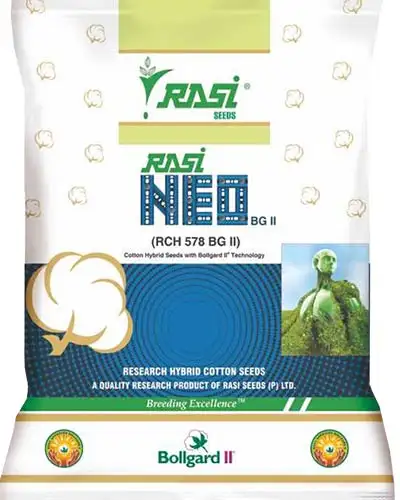 RASI ®
SEEDS
RASI
NEO BG II
(RCH 578 BG II)
Cotton Hybrid Seeds with Bollgard II® Technology
RESEARCH HYBRID COTTON SEEDS
A QUALITY RESEARCH PRODUCT OF RASI SEEDS (P) LTD.
Breeding Excellence™
Bollgard II®